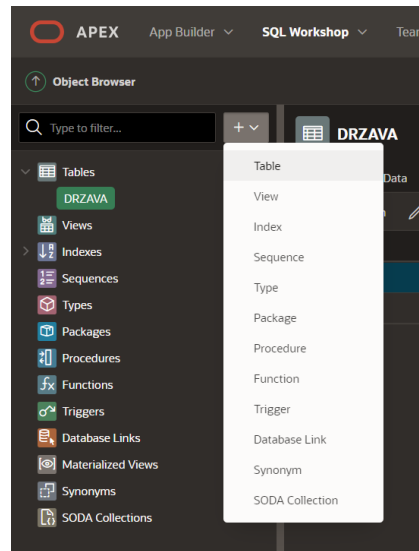 APEX App Builder SQL Workshop
Object Browser
Type to filter...
DRZAVA
Data
Tables
DRZAVA
Views
Indexes
Sequences
Types
Packages
Procedures
Functions
Triggers
Database Links
Materialized Views
Synonyms
SODA Collections
Table
View
Index
Sequence
Type
Package
Procedure
Function
Trigger
Database Link
Synonym
SODA Collection